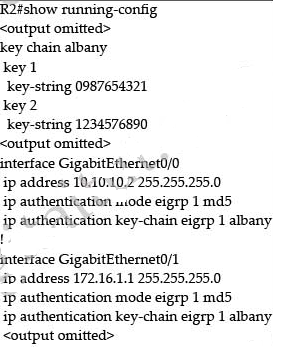 R2#show running-config
<output omitted>
key chain albany
key 1
key-string 0987654321
key 2
key-string 1234576890
<output omitted>
interface GigabitEthernet0/0
ip address 10.10.10.2 255.255.255.0
ip authentication mode eigrp 1 md5
ip authentication key-chain eigrp 1 albany
!
interface GigabitEthernet0/1
ip address 172.16.1.1 255.255.255.0
ip authentication mode eigrp 1 md5
ip authentication key-chain eigrp 1 albany
<output omitted>